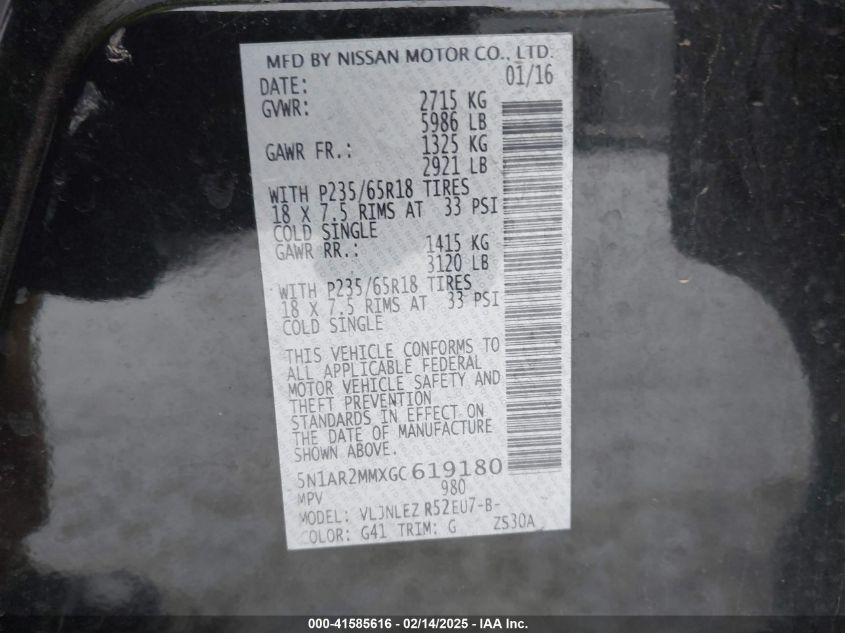 MFD BY NISSAN MOTOR CO., LTD.
DATE: 01/16
GVWR: 2715 KG
5986 LB
GAWR FR.: 1325 KG
2921 LB
WITH P235/65R18 TIRES
18 X 7.5 RIMS AT 33 PSI
COLD SINGLE
GAWR RR.: 1415 KG
3120 LB
WITH P235/65R18 TIRES
18 X 7.5 RIMS AT 33 PSI
COLD SINGLE
THIS VEHICLE CONFORMS TO
ALL APPLICABLE FEDERAL
MOTOR VEHICLE SAFETY AND
THEFT PREVENTION
STANDARDS IN EFFECT ON
THE DATE OF MANUFACTURE
SHOWN ABOVE.
5N1AR2MMXGC619180
MPV 980
MODEL: VLJNLEZ R52EU7-B-
COLOR: G41 TRIM: G ZS30A
000-41585616 - 02/14/2025 - IAA Inc.